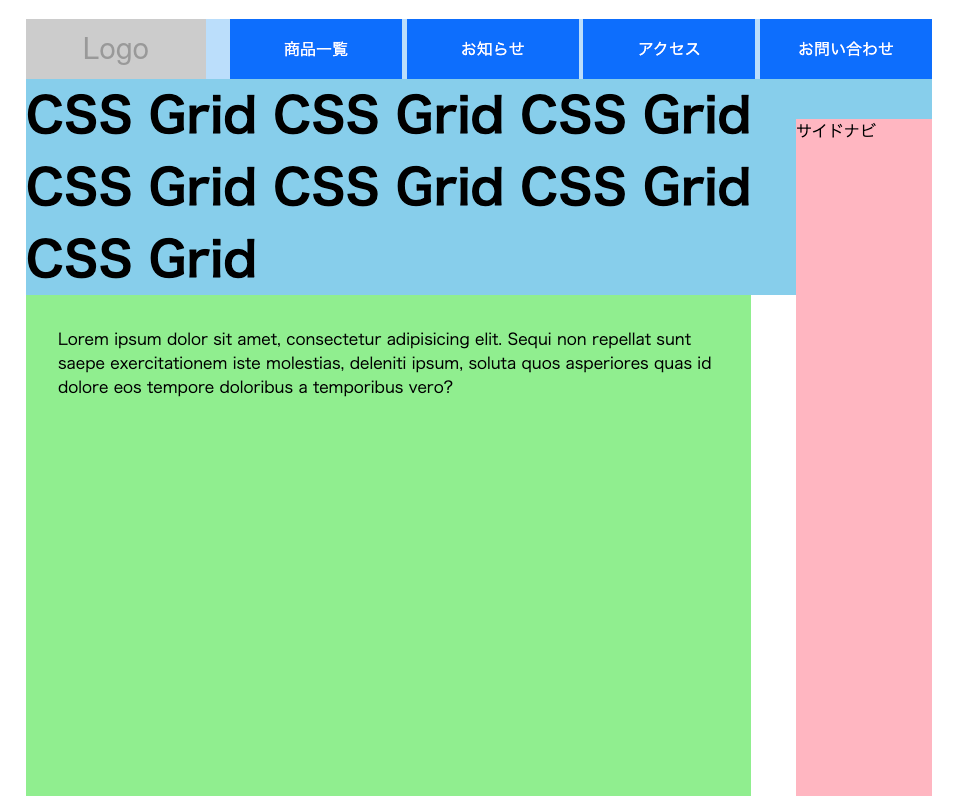 Logo
商品一覧
お知らせ
アクセス
お問い合わせ
CSS Grid CSS Grid CSS Grid
CSS Grid CSS Grid CSS Grid
CSS Grid
サイドナビ
Lorem ipsum dolor sit amet, consectetur adipisicing elit. Sequi non repellat sunt
saepe exercitationem iste molestias, deleniti ipsum, soluta quos asperiores quas id
dolore eos tempore doloribus a temporibus vero?